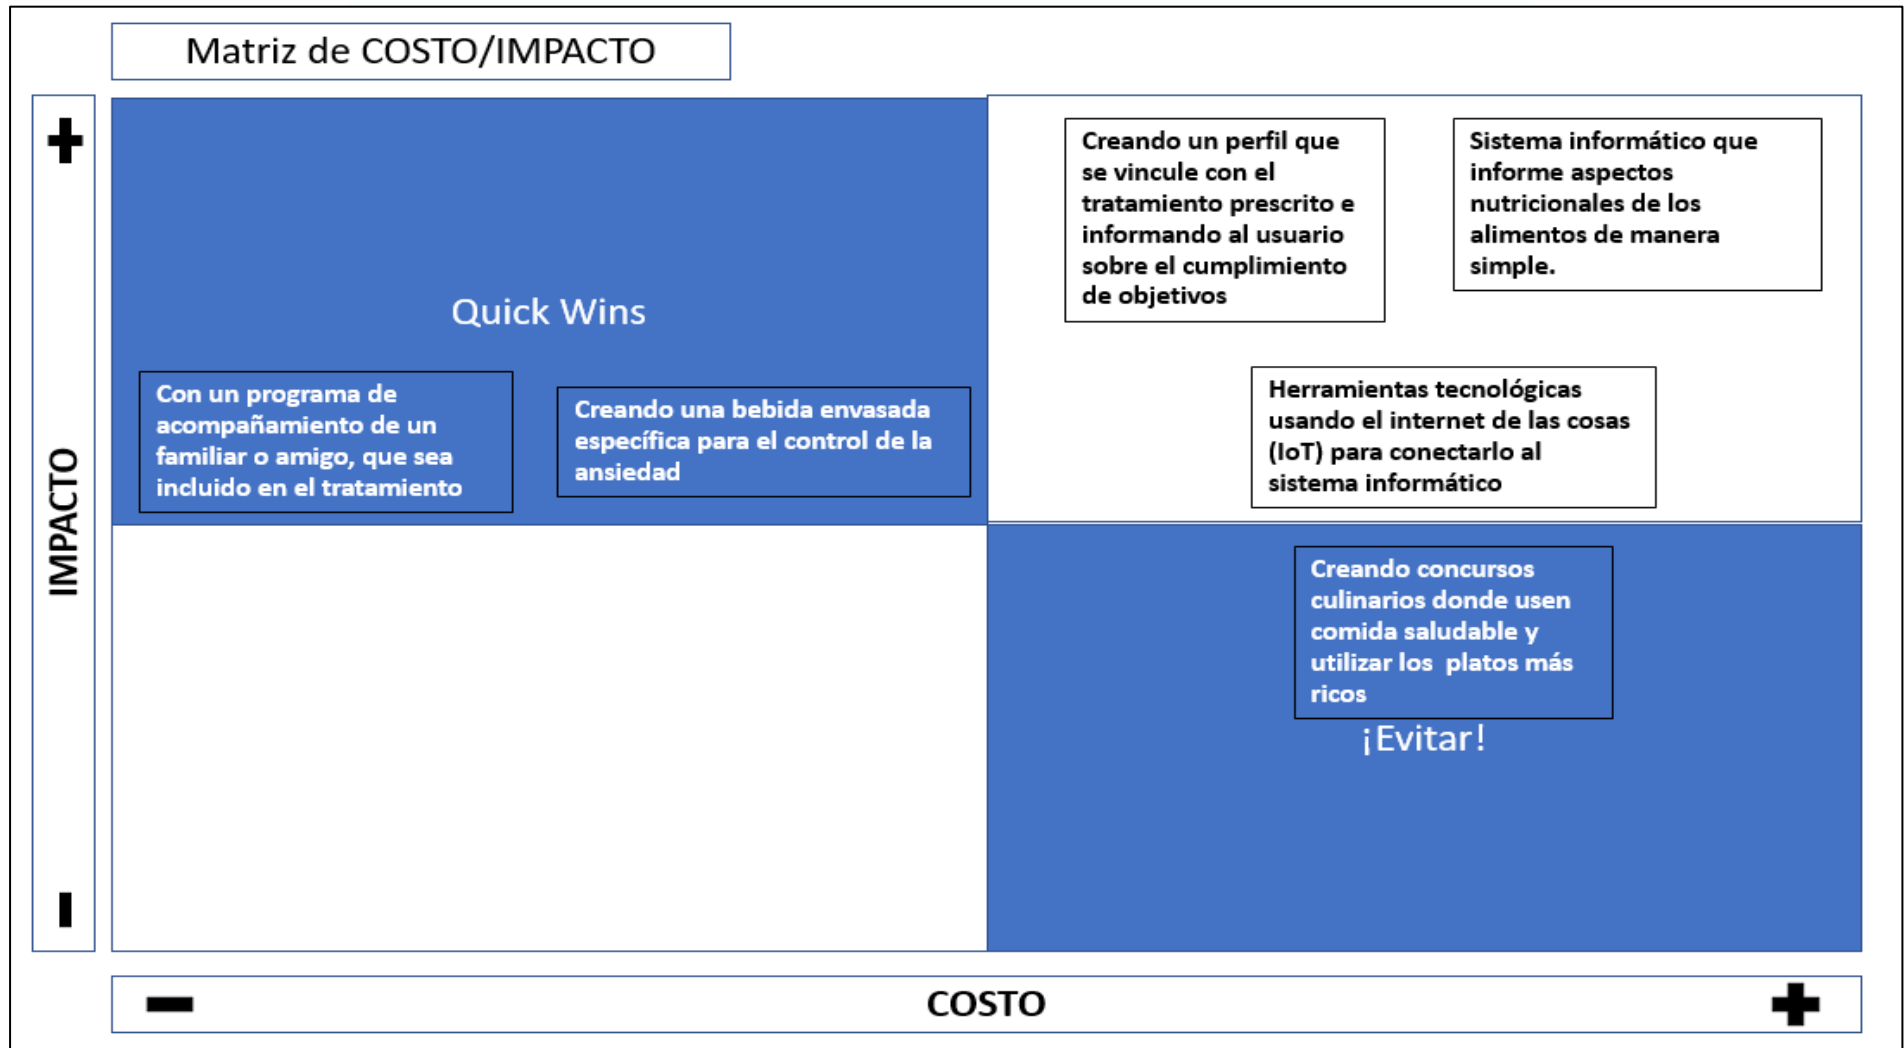 Matriz de COSTO/IMPACTO
+
IMPACTO
-
Quick Wins
Con un programa de
acompañamiento de un
familiar o amigo, que sea
incluido en el tratamiento
Creando una bebida envasada
específica para el control de la
ansiedad
Creando un perfil que
se vincule con el
tratamiento prescrito e
informando al usuario
sobre el cumplimiento
de objetivos
Sistema informático que
informe aspectos
nutricionales de los
alimentos de manera
simple.
Herramientas tecnológicas
usando el internet de las cosas
(IoT) para conectarlo al
sistema informático
Creando concursos
culinarios donde usen
comida saludable y
utilizar los  platos más
ricos
¡Evitar!
-
COSTO
+